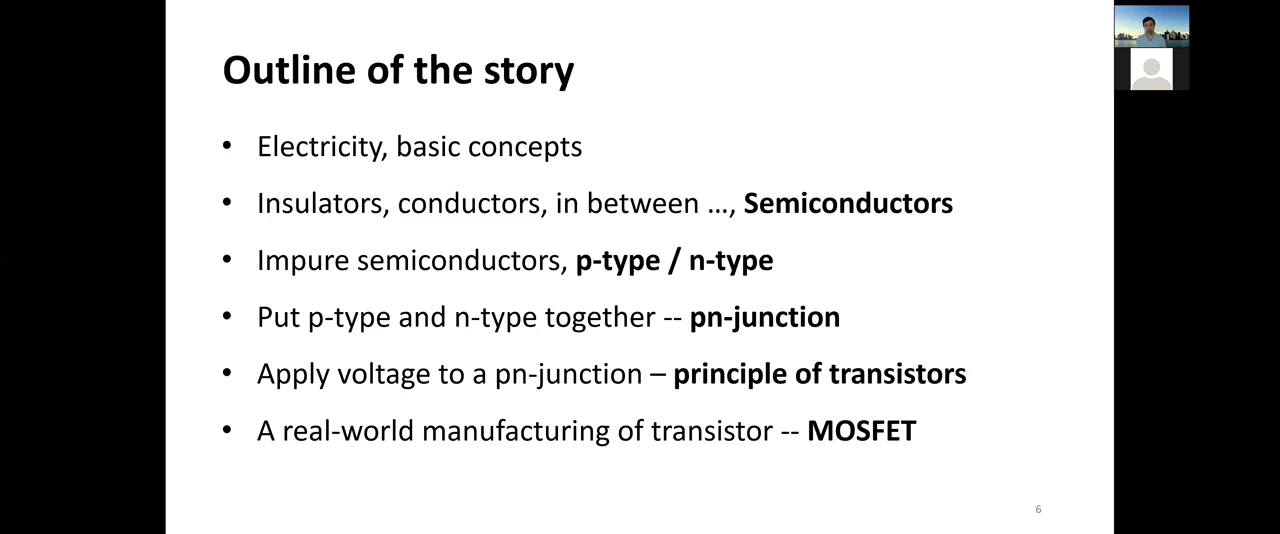 Outline of the story
• Electricity, basic concepts
• Insulators, conductors, in between …, Semiconductors
• Impure semiconductors, p-type / n-type
• Put p-type and n-type together -- pn-junction
• Apply voltage to a pn-junction – principle of transistors
• A real-world manufacturing of transistor -- MOSFET
6